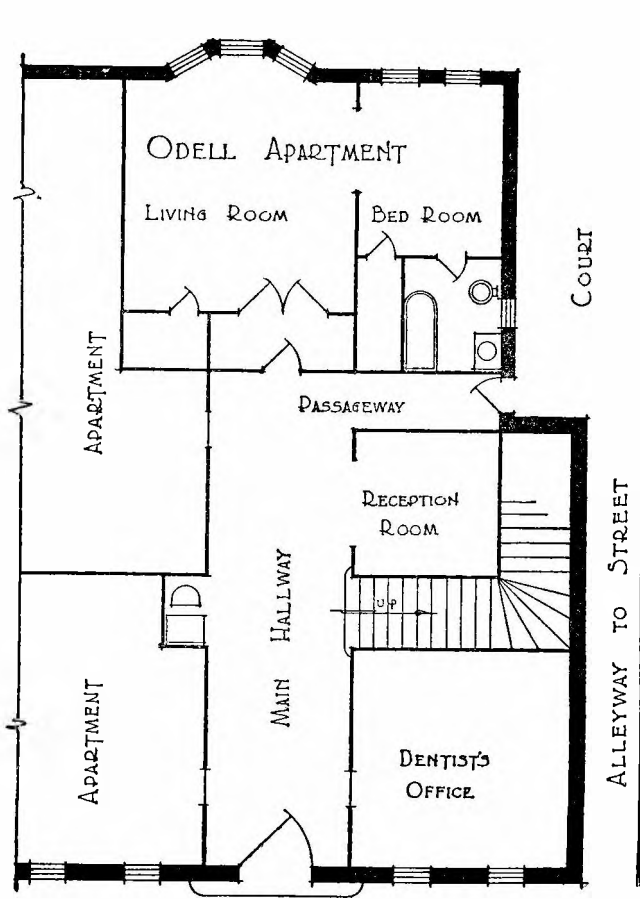 ODELL APARTMENT
LIVING ROOM
BED ROOM
COURT
APARTMENT
PASSAGEWAY
RECEPTION
ROOM
MAIN HALLWAY
UP
ALLEYWAY TO STREET
APARTMENT
DENTIST'S
OFFICE